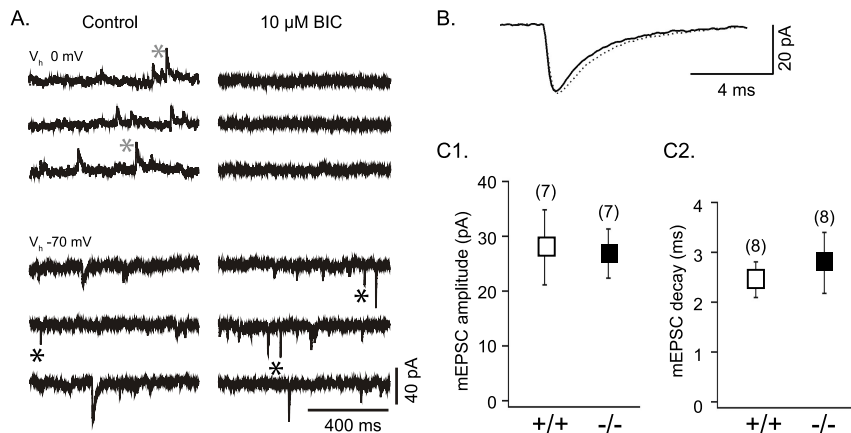 A.
Control
10 µM BIC
Vh 0 mV
*
*
Vh -70 mV
*
*
*
40 pA
400 ms
B.
20 pA
4 ms
C1.
mEPSC amplitude (pA)
40
30
20
10
0
(7)
(7)
+/+
-/-
C2.
mEPSC decay (ms)
4
3
2
1
0
(8)
(8)
+/+
-/-